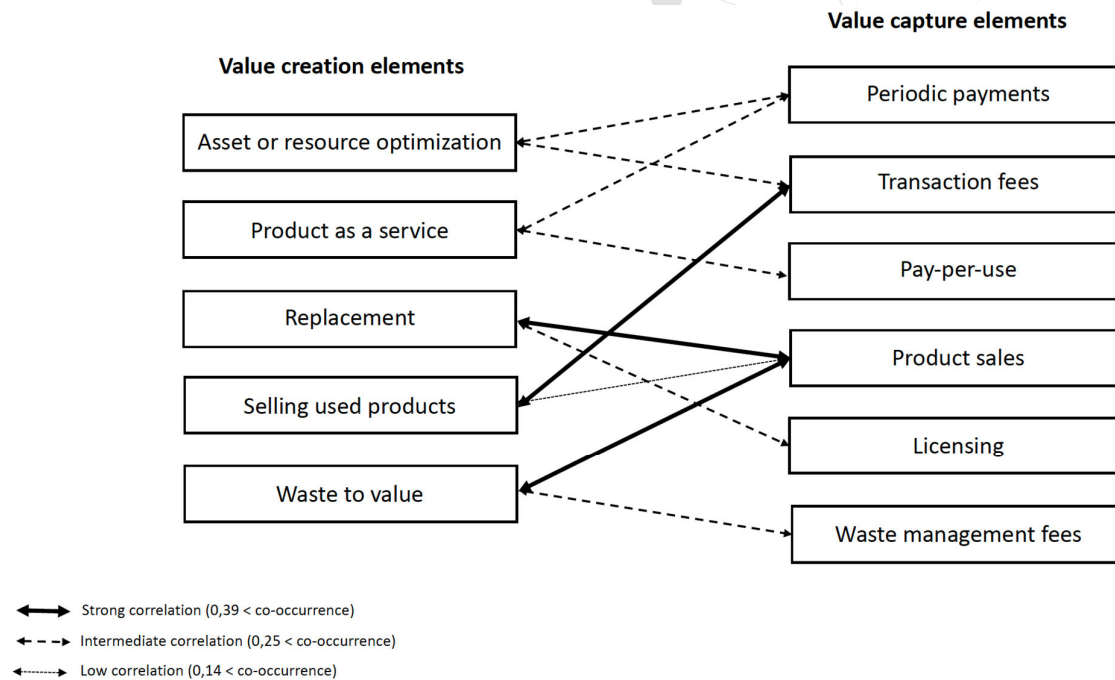 Value capture elements
Value creation elements
Periodic payments
Asset or resource optimization
Transaction fees
Product as a service
Pay-per-use
Replacement
Product sales
Selling used products
Licensing
Waste to value
Waste management fees
Strong correlation (0,39 < co-occurrence)
Intermediate correlation (0,25 < co-occurrence)
Low correlation (0,14 < co-occurrence)